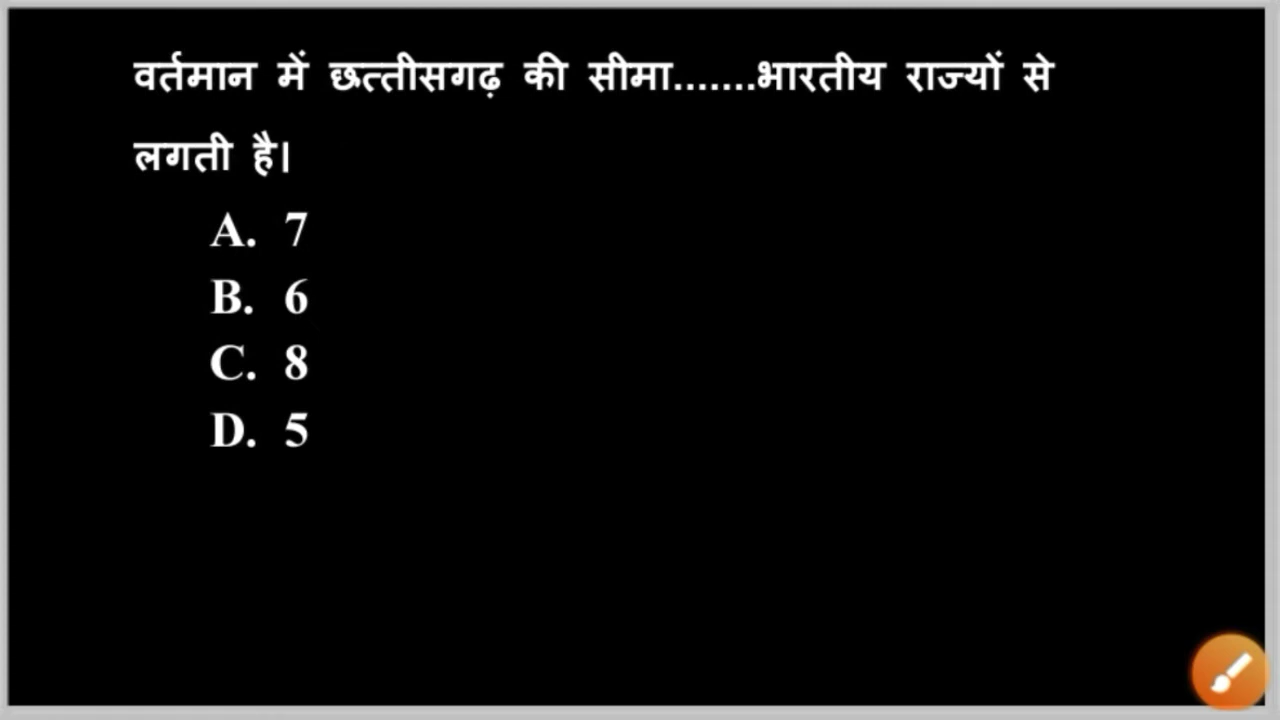 वर्तमान में छत्तीसगढ़ की सीमा.......भारतीय राज्यों से
लगती है।
A. 7
B. 6
C. 8
D. 5